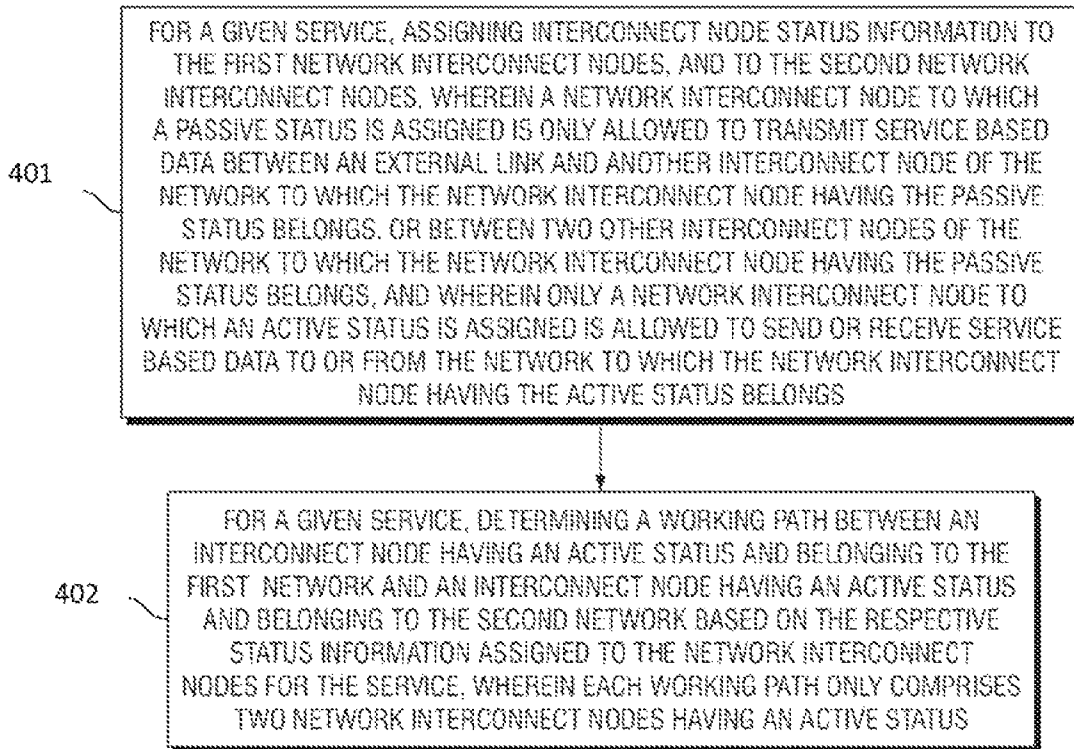 FOR A GIVEN SERVICE, ASSIGNING INTERCONNECT NODE STATUS INFORMATION TO
THE FIRST NETWORK INTERCONNECT NODES, AND TO THE SECOND NETWORK
INTERCONNECT NODES, WHEREIN A NETWORK INTERCONNECT NODE TO WHICH
A PASSIVE STATUS IS ASSIGNED IS ONLY ALLOWED TO TRANSMIT SERVICE BASED
DATA BETWEEN AN EXTERNAL LINK AND ANOTHER INTERCONNECT NODE OF THE
401
NETWORK TO WHICH THE NETWORK INTERCONNECT NODE HAVING THE PASSIVE
STATUS BELONGS, OR BETWEEN TWO OTHER INTERCONNECT NODES OF THE
NETWORK TO WHICH THE NETWORK INTERCONNECT NODE HAVING THE PASSIVE
STATUS BELONGS, AND WHEREIN ONLY A NETWORK INTERCONNECT NODE TO
WHICH AN ACTIVE STATUS IS ASSIGNED IS ALLOWED TO SEND OR RECEIVE SERVICE
BASED DATA TO OR FROM THE NETWORK TO WHICH THE NETWORK INTERCONNECT
NODE HAVING THE ACTIVE STATUS BELONGS
FOR A GIVEN SERVICE, DETERMINING A WORKING PATH BETWEEN AN
INTERCONNECT NODE HAVING AN ACTIVE STATUS AND BELONGING TO THE
FIRST NETWORK AND AN INTERCONNECT NODE HAVING AN ACTIVE STATUS
402
AND BELONGING TO THE SECOND NETWORK BASED ON THE RESPECTIVE
STATUS INFORMATION ASSIGNED TO THE NETWORK INTERCONNECT
NODES FOR THE SERVICE, WHEREIN EACH WORKING PATH ONLY COMPRISES
TWO NETWORK INTERCONNECT NODES HAVING AN ACTIVE STATUS